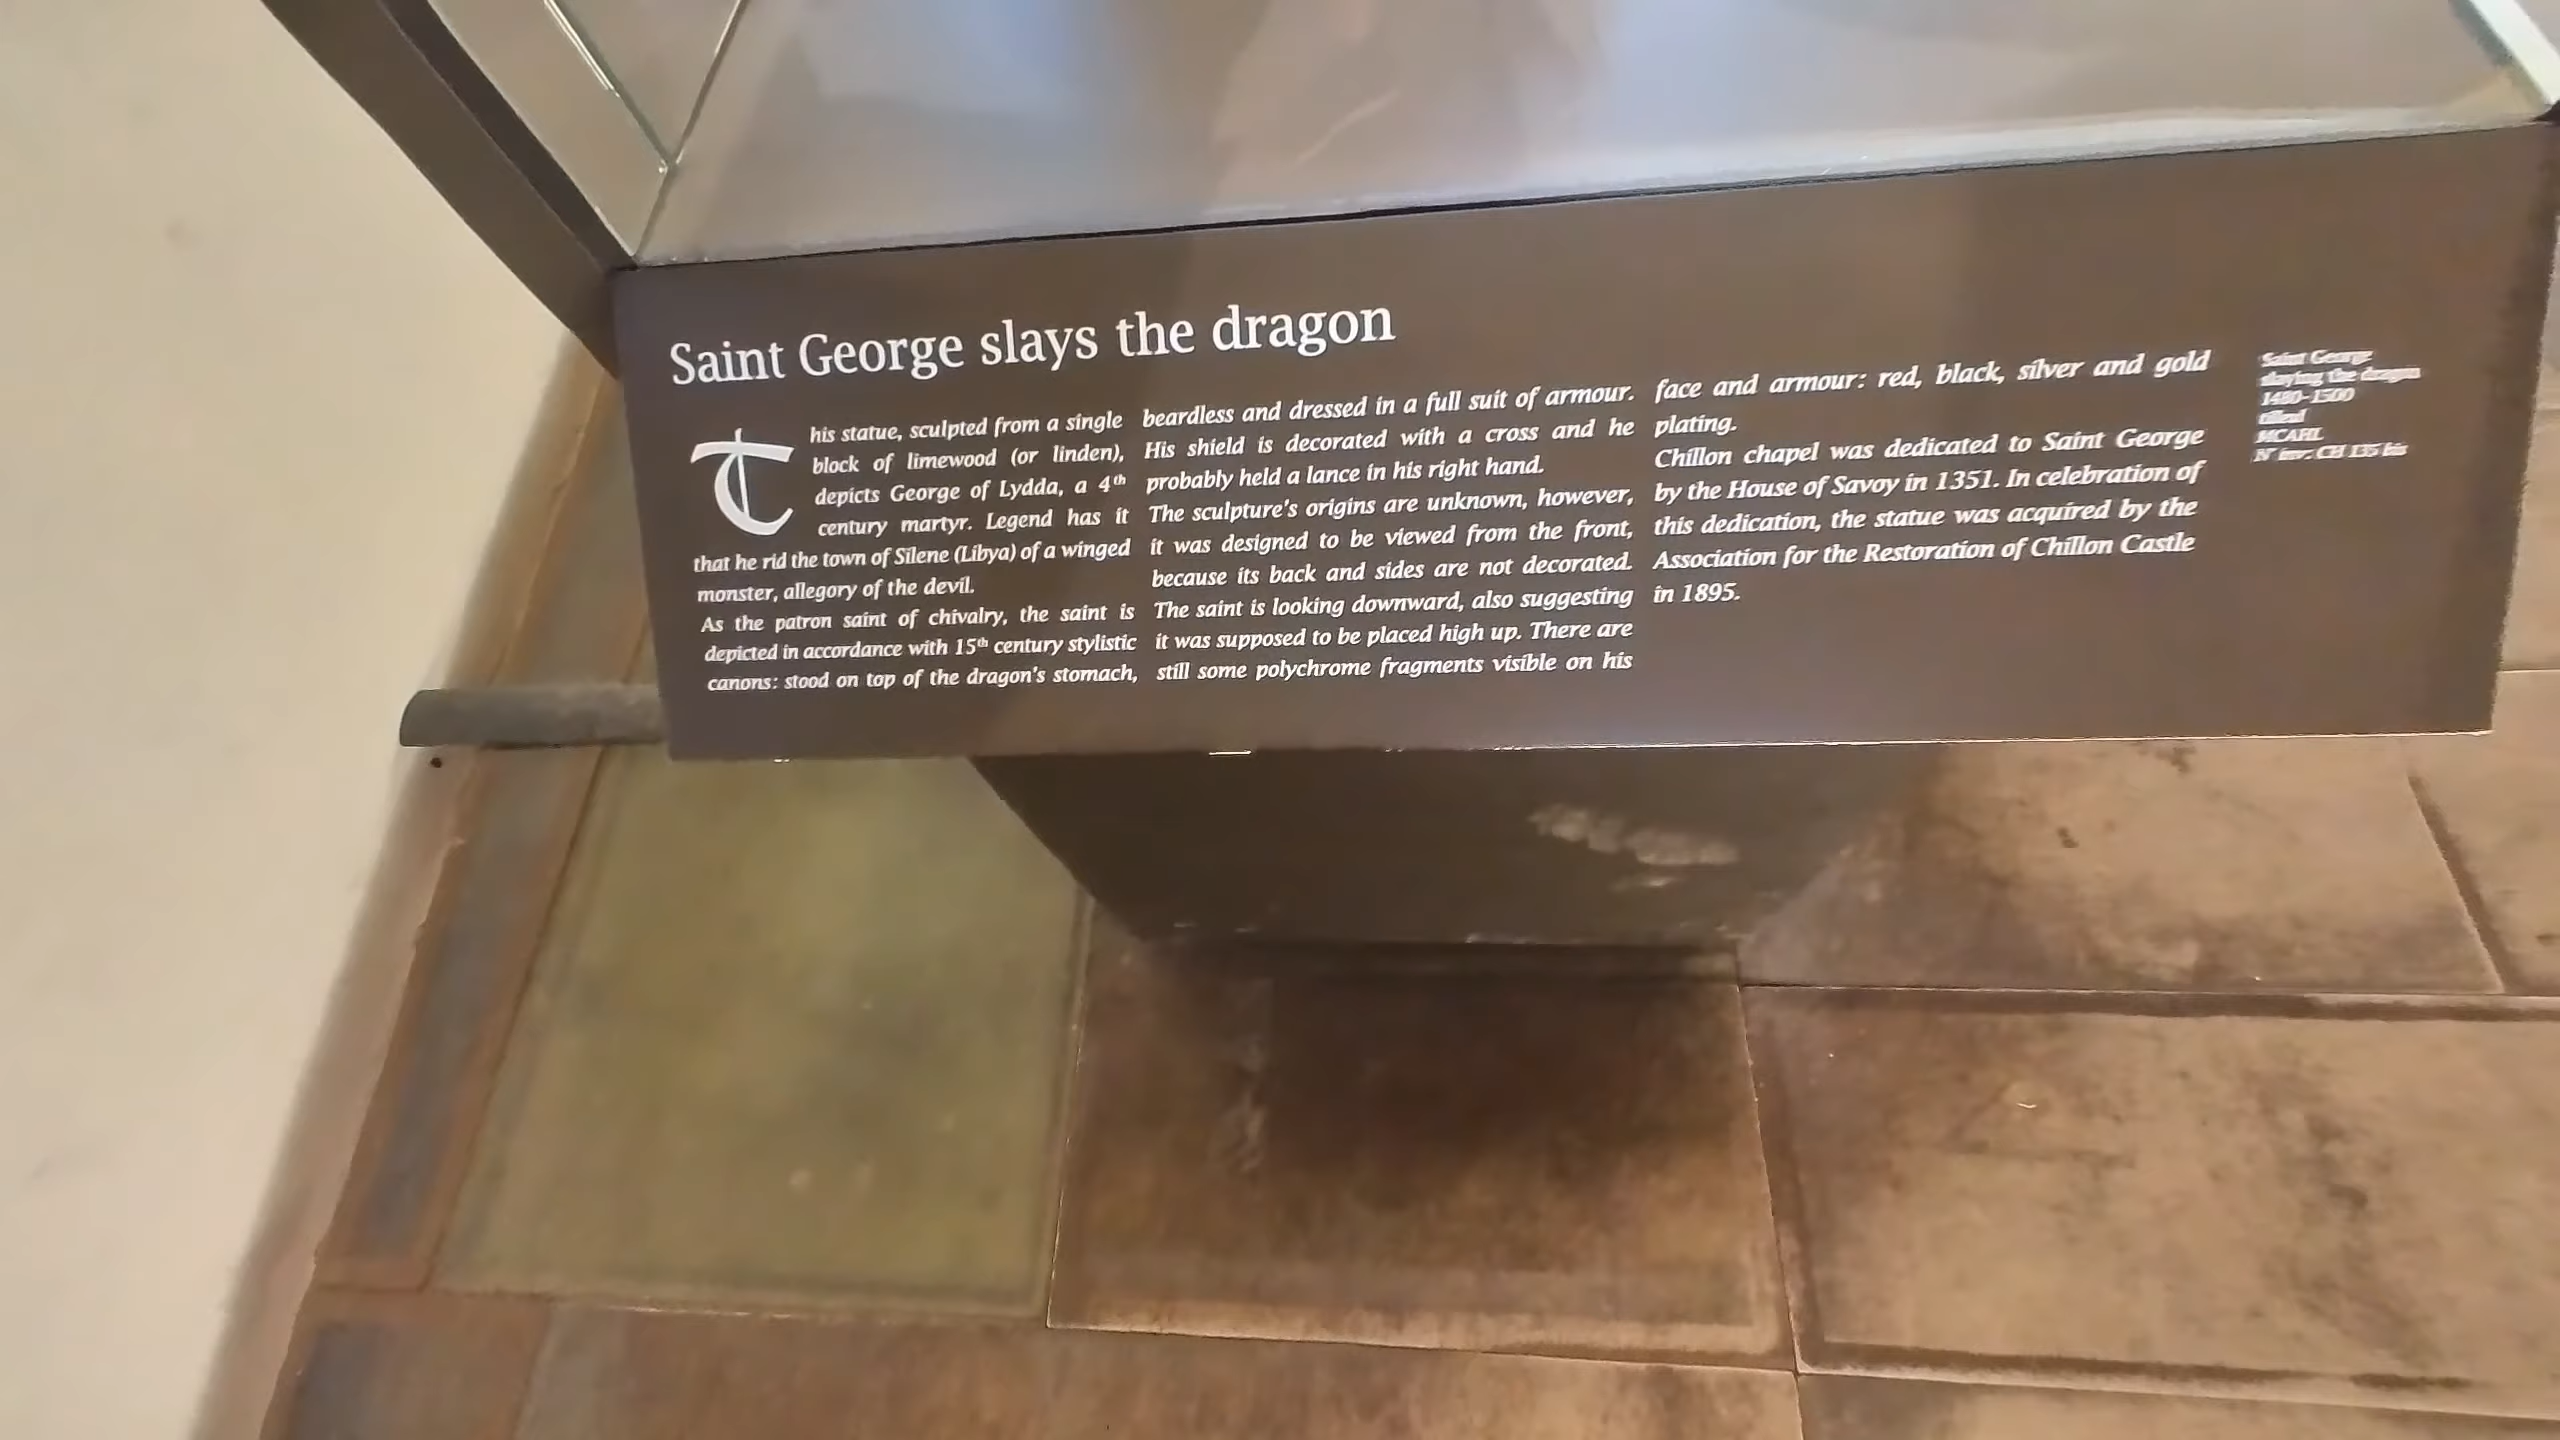 Saint George slays the dragon
This statue, sculpted from a single
block of limewood (or linden),
depicts George of Lydda, a 4th
century martyr. Legend has it
that he rid the town of Silene (Libya) of a winged
monster, allegory of the devil.
As the patron saint of chivalry, the saint is
depicted in accordance with 15th century stylistic
canons: stood on top of the dragon's stomach,
beardless and dressed in a full suit of armour.
His shield is decorated with a cross and he
probably held a lance in his right hand.
The sculpture's origins are unknown, however,
it was designed to be viewed from the front,
because its back and sides are not decorated.
The saint is looking downward, also suggesting
it was supposed to be placed high up. There are
still some polychrome fragments visible on his
face and armour: red, black, silver and gold
plating.
Chillon chapel was dedicated to Saint George
by the House of Savoy in 1351. In celebration of
this dedication, the statue was acquired by the
Association for the Restoration of Chillon Castle
in 1895.
Saint George
slaying the dragon
1480-1500
MCAHL
N° inv. CH 135 bis